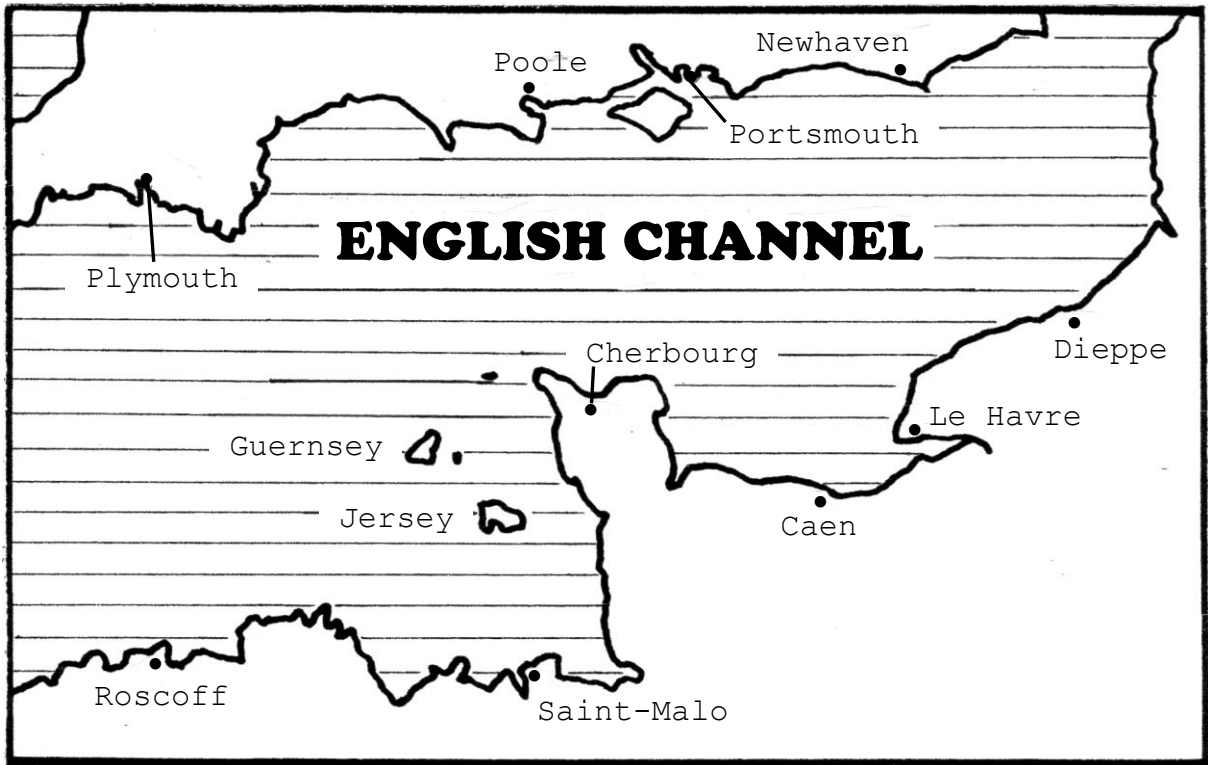 Newhaven
Poole
Portsmouth
ENGLISH CHANNEL
Plymouth
Cherbourg
Dieppe
Le Havre
Guernsey
Jersey
Caen
Roscoff
Saint-Malo